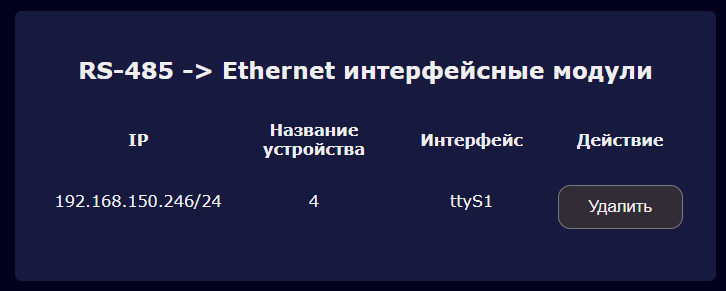 RS-485 -> Ethernet интерфейсные модули
IP Название устройства Интерфейс Действие
192.168.150.246/24 4 ttyS1 Удалить